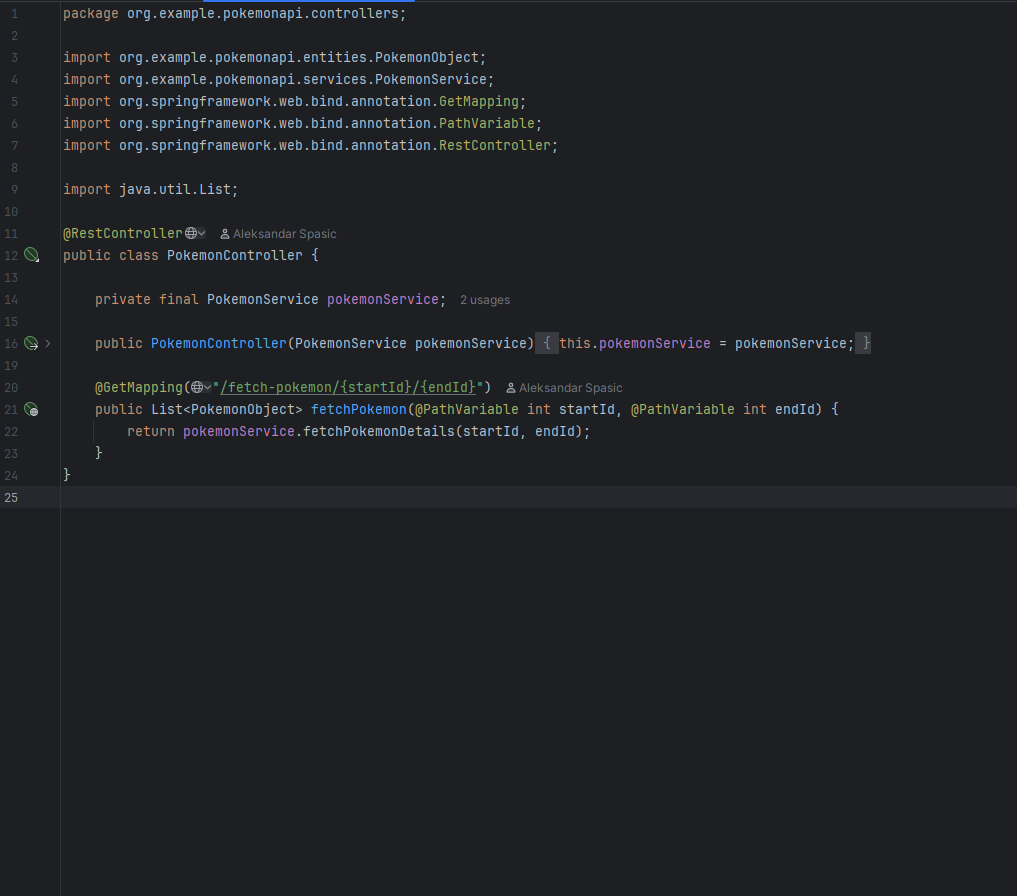 1 package org.example.pokemonapi.controllers;
2
3 import org.example.pokemonapi.entities.PokemonObject;
4 import org.example.pokemonapi.services.PokemonService;
5 import org.springframework.web.bind.annotation.GetMapping;
6 import org.springframework.web.bind.annotation.PathVariable;
7 import org.springframework.web.bind.annotation.RestController;
8
9 import java.util.List;
10
11 @RestController Aleksandar Spasic
12 public class PokemonController {
13
14 private final PokemonService pokemonService; 2 usages
15
16 public PokemonController(PokemonService pokemonService) { this.pokemonService = pokemonService; }
19
20 @GetMapping("/fetch-pokemon/{startId}/{endId}") Aleksandar Spasic
21 public List<PokemonObject> fetchPokemon(@PathVariable int startId, @PathVariable int endId) {
22 return pokemonService.fetchPokemonDetails(startId, endId);
23 }
24 }
25